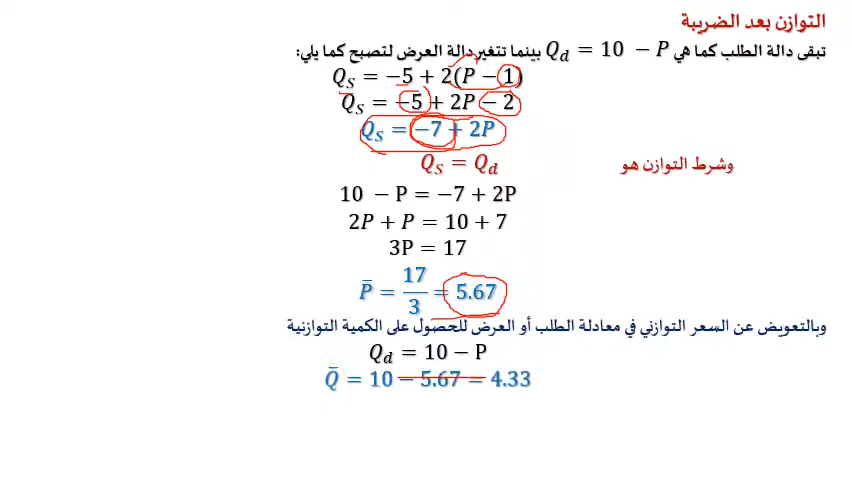 التوازن بعد الضريبة
تبقى دالة الطلب كما هي Q_d = 10 − P بينما تتغير دالة العرض لتصبح كما يلي:
Q_S = −5 + 2(P − 1)
Q_S = −5 + 2P − 2
Q_S = −7 + 2P
وشرط التوازن هو Q_S = Q_d
10 − P = −7 + 2P
2P + P = 10 + 7
3P = 17
P̄ = 17/3 = 5.67
وبالتعويض عن السعر التوازني في معادلة الطلب أو العرض للحصول على الكمية التوازنية
Q_d = 10 − P
Q̄ = 10 − 5.67 = 4.33